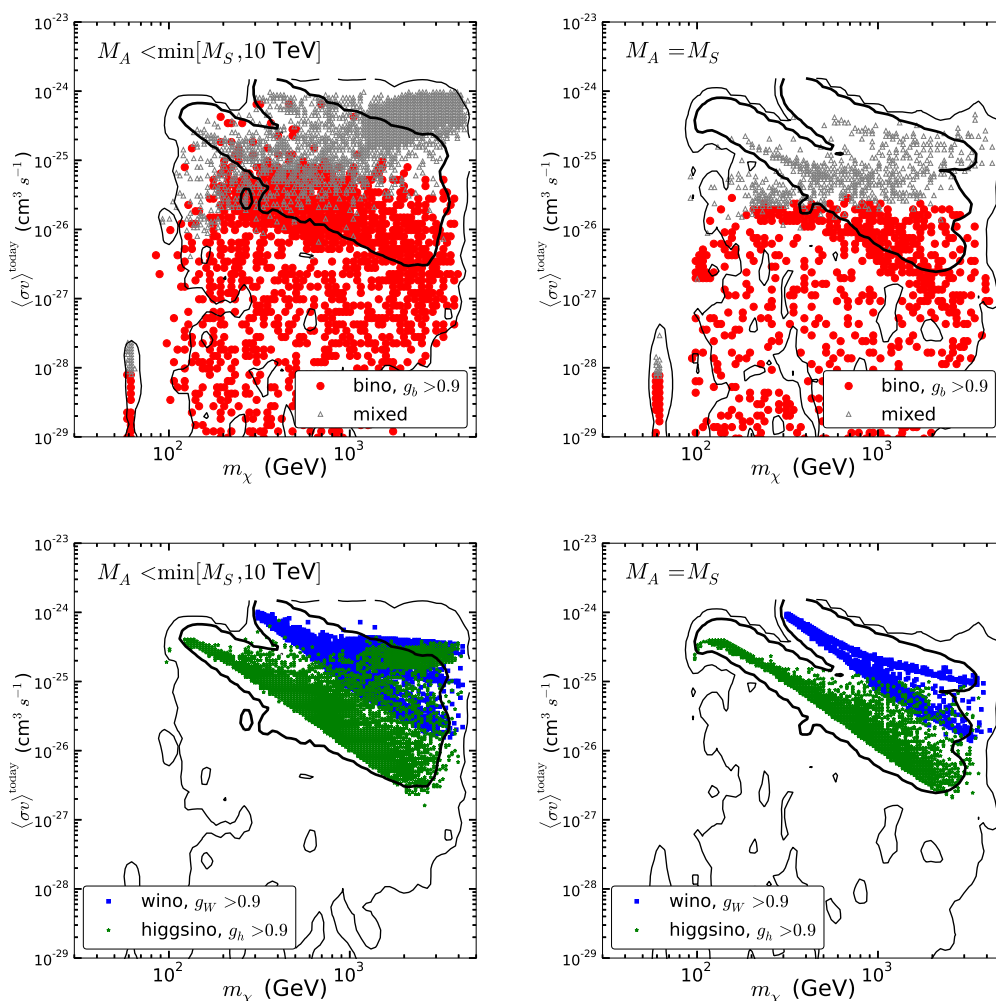 M_A < min[M_S, 10 TeV]
10^-23
10^-24
10^-25
10^-26
10^-27
10^-28
10^-29
⟨σv⟩^today (cm^3 s^-1)
bino, g_b > 0.9
mixed
10^2
10^3
m_χ (GeV)
M_A = M_S
10^-23
10^-24
10^-25
10^-26
10^-27
10^-28
10^-29
⟨σv⟩^today (cm^3 s^-1)
bino, g_b > 0.9
mixed
10^2
10^3
m_χ (GeV)
M_A < min[M_S, 10 TeV]
10^-23
10^-24
10^-25
10^-26
10^-27
10^-28
10^-29
⟨σv⟩^today (cm^3 s^-1)
wino, g_W > 0.9
higgsino, g_h > 0.9
10^2
10^3
m_χ (GeV)
M_A = M_S
10^-23
10^-24
10^-25
10^-26
10^-27
10^-28
10^-29
⟨σv⟩^today (cm^3 s^-1)
wino, g_W > 0.9
higgsino, g_h > 0.9
10^2
10^3
m_χ (GeV)